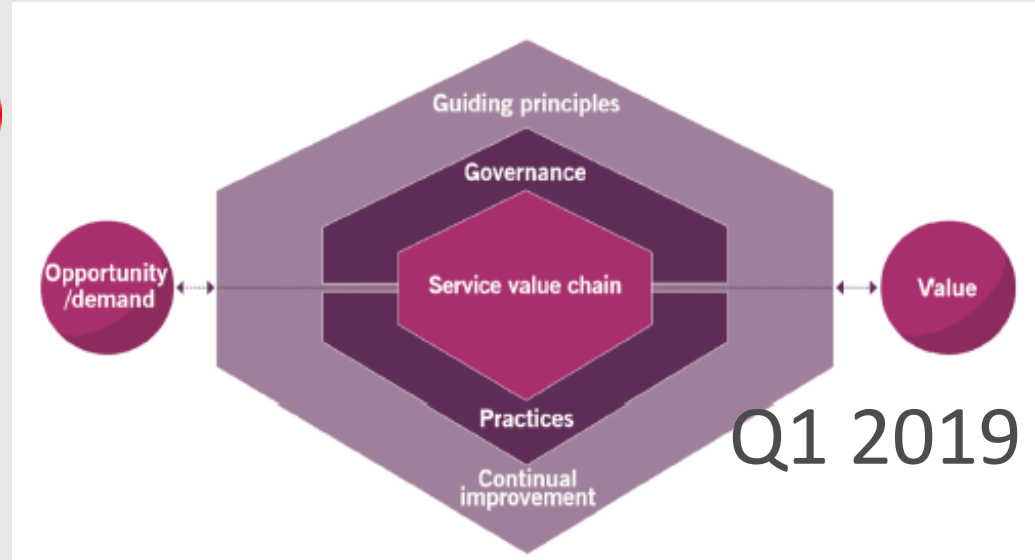 Guiding principles
Governance
Opportunity
/demand
Service value chain
Value
Practices
Q1 2019
Continual
improvement